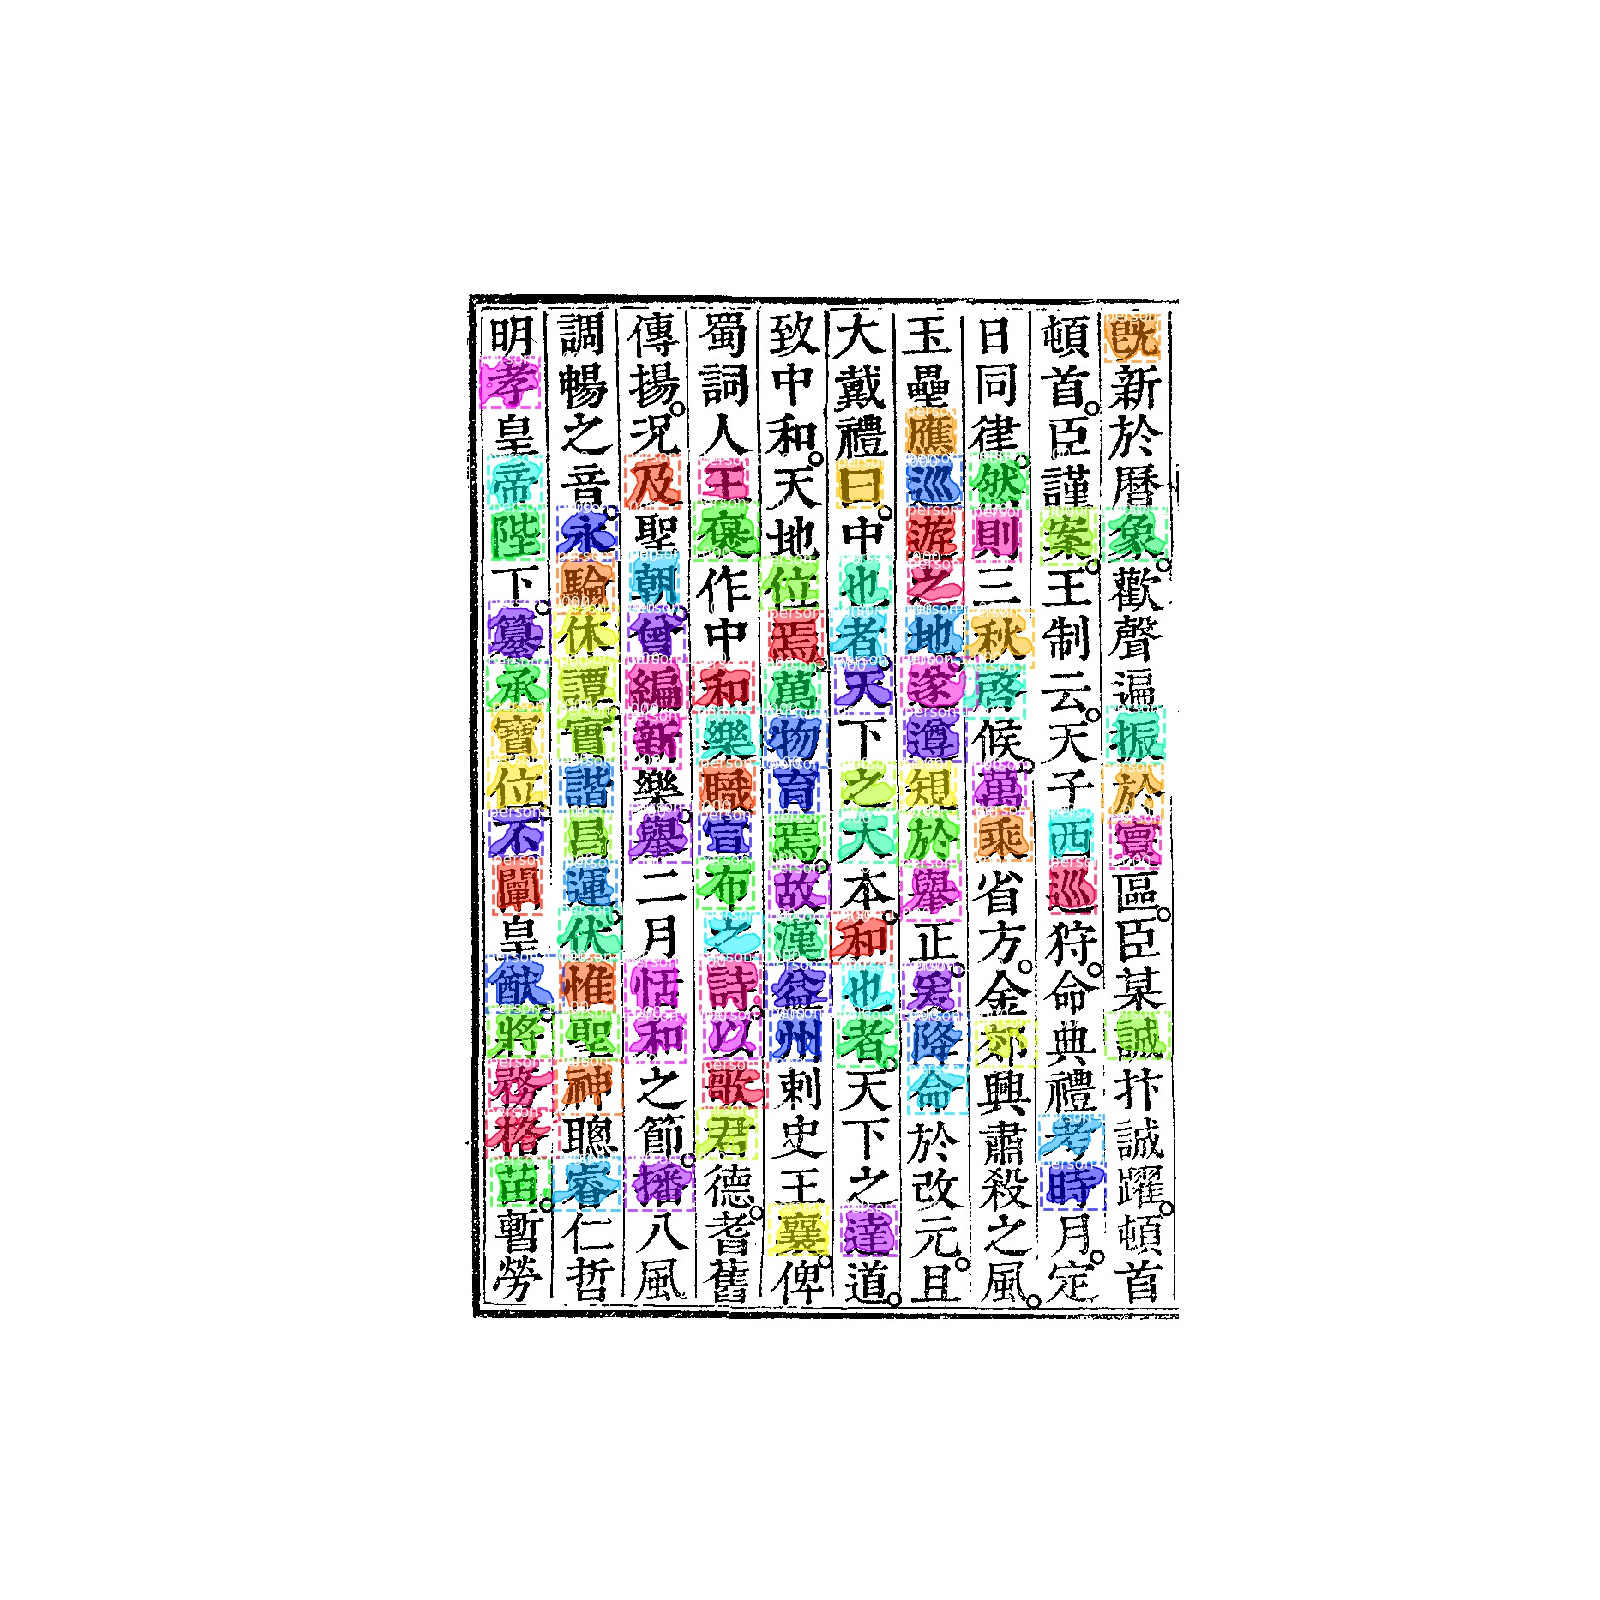 旣新於曆象歡聲遍振於寰區臣某誠抃誠躍頓首
頓首臣謹案王制云天子西巡狩命典禮考時月定
日同律然則三秋啓候萬乘省方金郊興肅殺之風
玉壘應巡游之地遂遵規於舉正爰降命於改元且
大戴禮曰中也者天下之大本和也者天下之達道
致中和天地位焉萬物育焉故漢益州刺史王襄俾
蜀詞人王襃作中和樂職宣布之詩以歌君德耆舊
傳揚況及聖朝曾編新樂舉二月恬和之節播八風
調暢之音永驗休譚實諧昌運伏惟聖神聰睿仁哲
明孝皇帝陛下纂承寶位不闡皇猷將務格苗暫勞